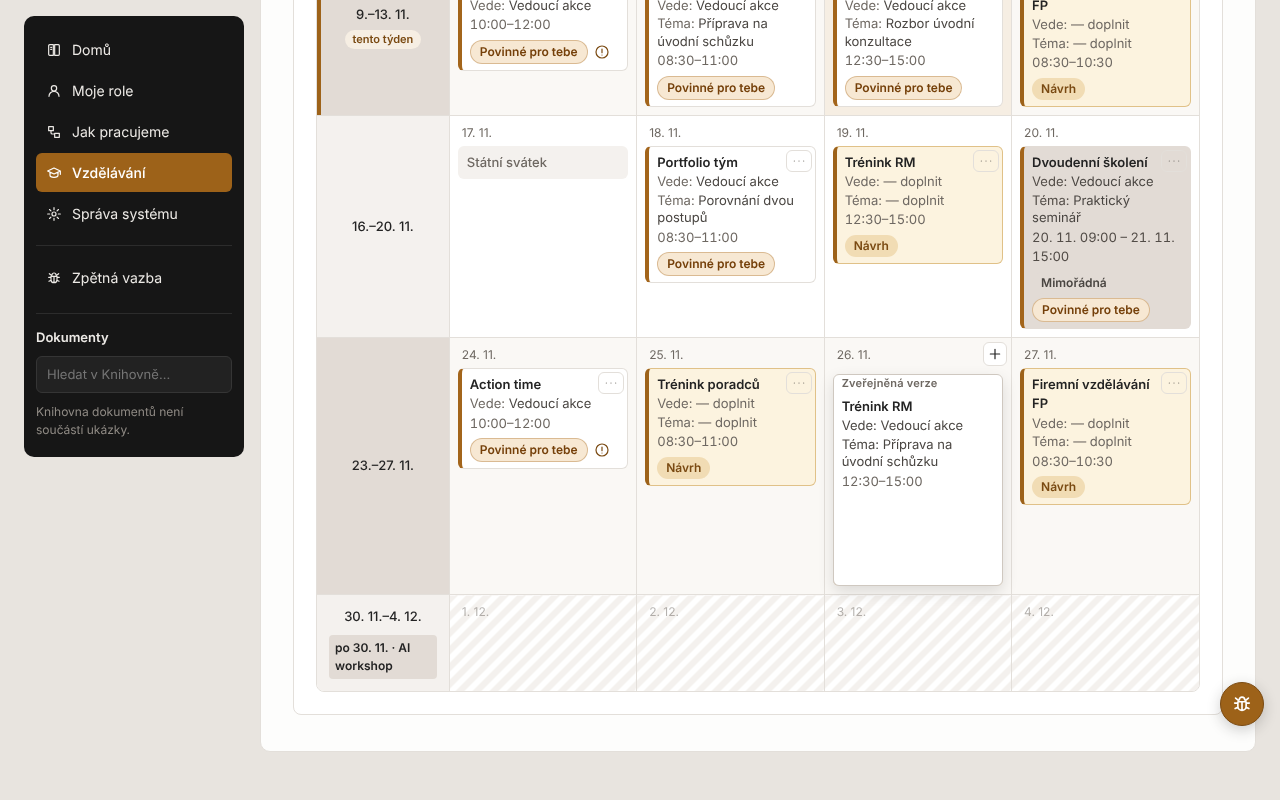 Domů
Moje role
Jak pracujeme
Vzdělávání
Správa systému
Zpětná vazba
Dokumenty
Hledat v Knihovně…
Knihovna dokumentů není
součástí ukázky.
9.–13. 11.
tento týden
Vede: Vedoucí akce
10:00–12:00
Povinné pro tebe
Vede: Vedoucí akce
Téma: Příprava na
úvodní schůzku
08:30–11:00
Povinné pro tebe
Vede: Vedoucí akce
Téma: Rozbor úvodní
konzultace
12:30–15:00
Povinné pro tebe
FP
Vede: — doplnit
Téma: — doplnit
08:30–10:30
Návrh
16.–20. 11.
17. 11.
Státní svátek
18. 11.
Portfolio tým
Vede: Vedoucí akce
Téma: Porovnání dvou
postupů
08:30–11:00
Povinné pro tebe
19. 11.
Trénink RM
Vede: — doplnit
Téma: — doplnit
12:30–15:00
Návrh
20. 11.
Dvoudenní školení
Vede: Vedoucí akce
Téma: Praktický
seminář
20. 11. 09:00 – 21. 11.
15:00
Mimořádná
Povinné pro tebe
23.–27. 11.
24. 11.
Action time
Vede: Vedoucí akce
10:00–12:00
Povinné pro tebe
25. 11.
Trénink poradců
Vede: — doplnit
Téma: — doplnit
08:30–11:00
Návrh
26. 11.
Zveřejněná verze
Trénink RM
Vede: Vedoucí akce
Téma: Příprava na
úvodní schůzku
12:30–15:00
27. 11.
Firemní vzdělávání
FP
Vede: — doplnit
Téma: — doplnit
08:30–10:30
Návrh
30. 11.–4. 12.
po 30. 11. · AI
workshop
1. 12.
2. 12.
3. 12.
4. 12.